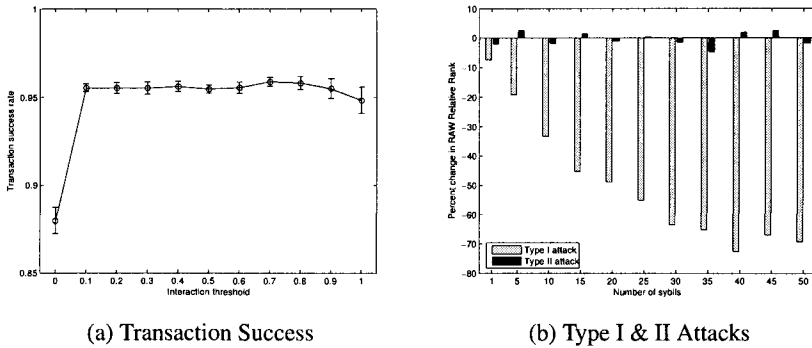 1
0.95
0.9
0.85
Transaction success rate
0 0.1 0.2 0.3 0.4 0.5 0.6 0.7 0.8 0.9 1
Interaction threshold
(a) Transaction Success
10
0
-10
-20
-30
-40
-50
-60
-70
-80
Percent change in RAW Relative Rank
Type I attack
Type II attack
1 5 10 15 20 25 30 35 40 45 50
Number of sybils
(b) Type I & II Attacks